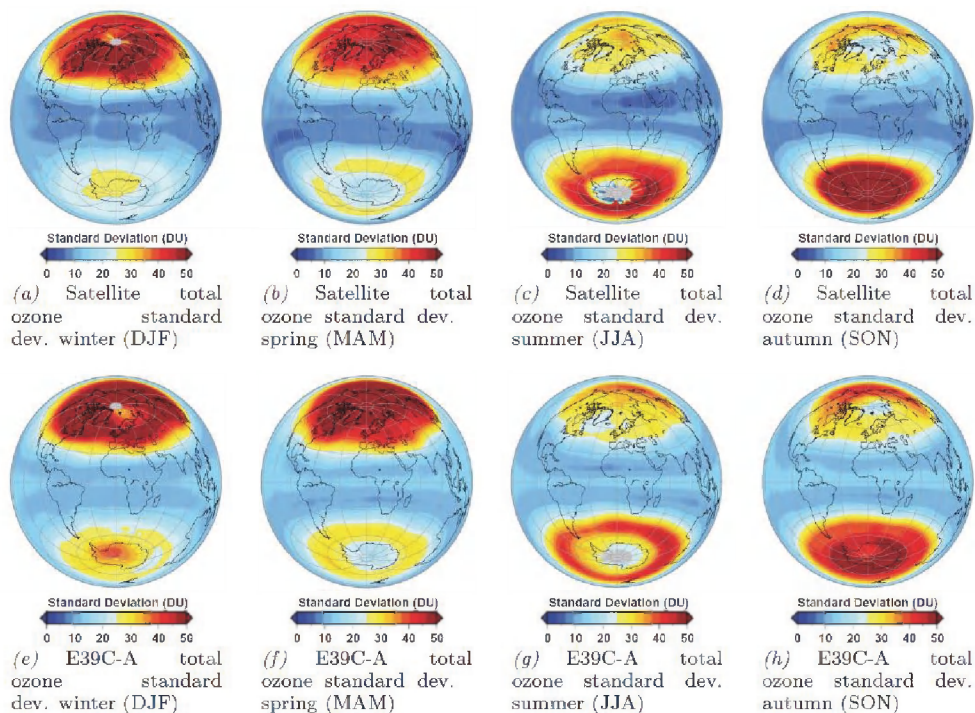 Standard Deviation (DU)
0 10 20 30 40 50
(a) Satellite total
ozone standard
dev. winter (DJF)
Standard Deviation (DU)
0 10 20 30 40 50
(b) Satellite total
ozone standard dev.
spring (MAM)
Standard Deviation (DU)
0 10 20 30 40 50
(c) Satellite total
ozone standard dev.
summer (JJA)
Standard Deviation (DU)
0 10 20 30 40 50
(d) Satellite total
ozone standard dev.
autumn (SON)
Standard Deviation (DU)
0 10 20 30 40 50
(e) E39C-A total
ozone standard
dev. winter (DJF)
Standard Deviation (DU)
0 10 20 30 40 50
(f) E39C-A total
ozone standard dev.
spring (MAM)
Standard Deviation (DU)
0 10 20 30 40 50
(g) E39C-A total
ozone standard dev.
summer (JJA)
Standard Deviation (DU)
0 10 20 30 40 50
(h) E39C-A total
ozone standard dev.
autumn (SON)